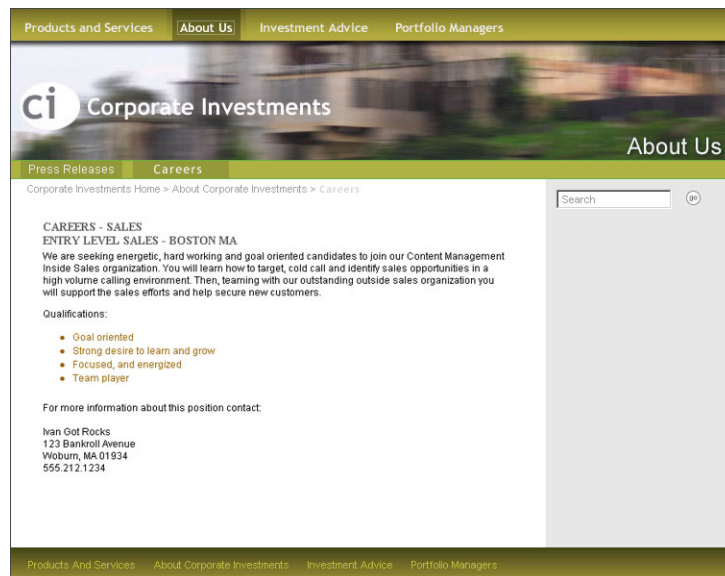 Products and Services About Us Investment Advice Portfolio Managers
ci Corporate Investments
About Us
Press Releases Careers
Corporate Investments Home > About Corporate Investments > Careers
Search go
CAREERS - SALES
ENTRY LEVEL SALES - BOSTON MA
We are seeking energetic, hard working and goal oriented candidates to join our Content Management
Inside Sales organization. You will learn how to target, cold call and identify sales opportunities in a
high volume calling environment. Then, teaming with our outstanding outside sales organization you
will support the sales efforts and help secure new customers.
Qualifications:
• Goal oriented
• Strong desire to learn and grow
• Focused, and energized
• Team player
For more information about this position contact:
Ivan Got Rocks
123 Bankroll Avenue
Woburn, MA 01934
555.212.1234
Products And Services About Corporate Investments Investment Advice Portfolio Managers